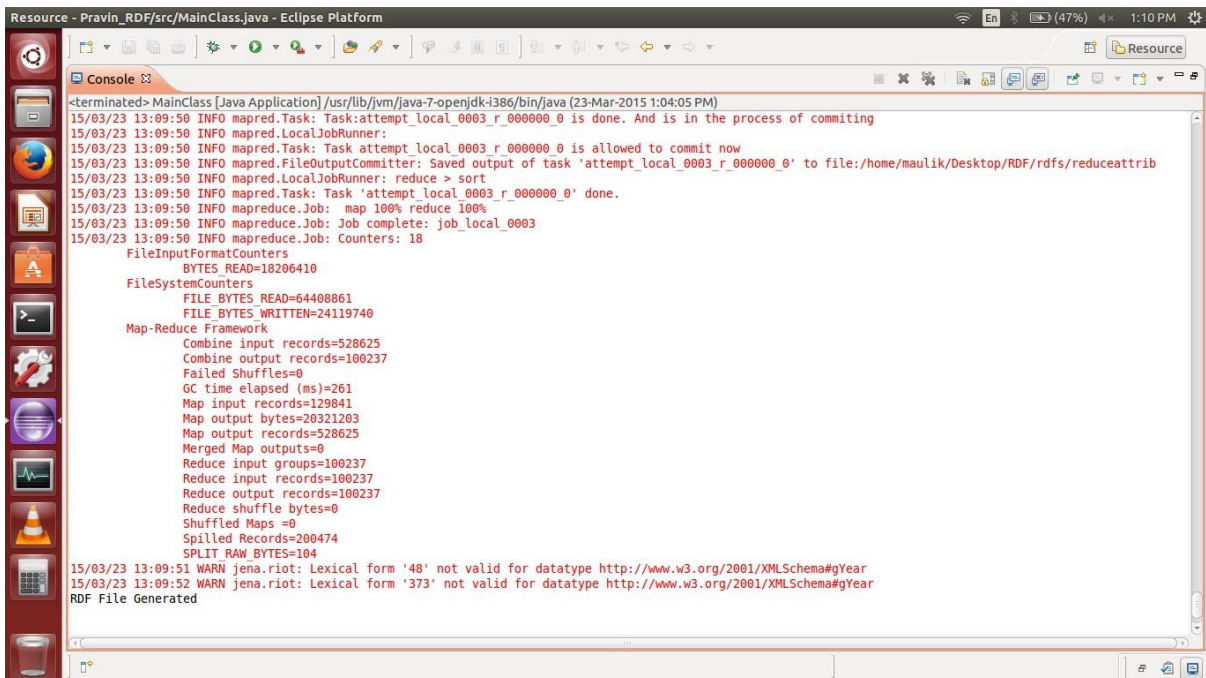 Resource - Pravin_RDF/src/MainClass.java - Eclipse Platform
En
(47%)
1:10 PM
Resource
Console
<terminated> MainClass [Java Application] /usr/lib/jvm/java-7-openjdk-i386/bin/java (23-Mar-2015 1:04:05 PM)
15/03/23 13:09:50 INFO mapred.Task: Task:attempt_local_0003_r_000000_0 is done. And is in the process of commiting
15/03/23 13:09:50 INFO mapred.LocalJobRunner:
15/03/23 13:09:50 INFO mapred.Task: Task attempt_local_0003_r_000000_0 is allowed to commit now
15/03/23 13:09:50 INFO mapred.FileOutputCommitter: Saved output of task 'attempt_local_0003_r_000000_0' to file:/home/maulik/Desktop/RDF/rdfs/reduceattrib
15/03/23 13:09:50 INFO mapred.LocalJobRunner: reduce > sort
15/03/23 13:09:50 INFO mapred.Task: Task 'attempt_local_0003_r_000000_0' done.
15/03/23 13:09:50 INFO mapreduce.Job:  map 100% reduce 100%
15/03/23 13:09:50 INFO mapreduce.Job: Job complete: job_local_0003
15/03/23 13:09:50 INFO mapreduce.Job: Counters: 18
FileInputFormatCounters
BYTES_READ=18206410
FileSystemCounters
FILE_BYTES_READ=64408861
FILE_BYTES_WRITTEN=24119740
Map-Reduce Framework
Combine input records=528625
Combine output records=100237
Failed Shuffles=0
GC time elapsed (ms)=261
Map input records=129841
Map output bytes=20321203
Map output records=528625
Merged Map outputs=0
Reduce input groups=100237
Reduce input records=100237
Reduce output records=100237
Reduce shuffle bytes=0
Shuffled Maps =0
Spilled Records=200474
SPLIT_RAW_BYTES=104
15/03/23 13:09:51 WARN jena.riot: Lexical form '48' not valid for datatype http://www.w3.org/2001/XMLSchema#gYear
15/03/23 13:09:52 WARN jena.riot: Lexical form '373' not valid for datatype http://www.w3.org/2001/XMLSchema#gYear
RDF File Generated